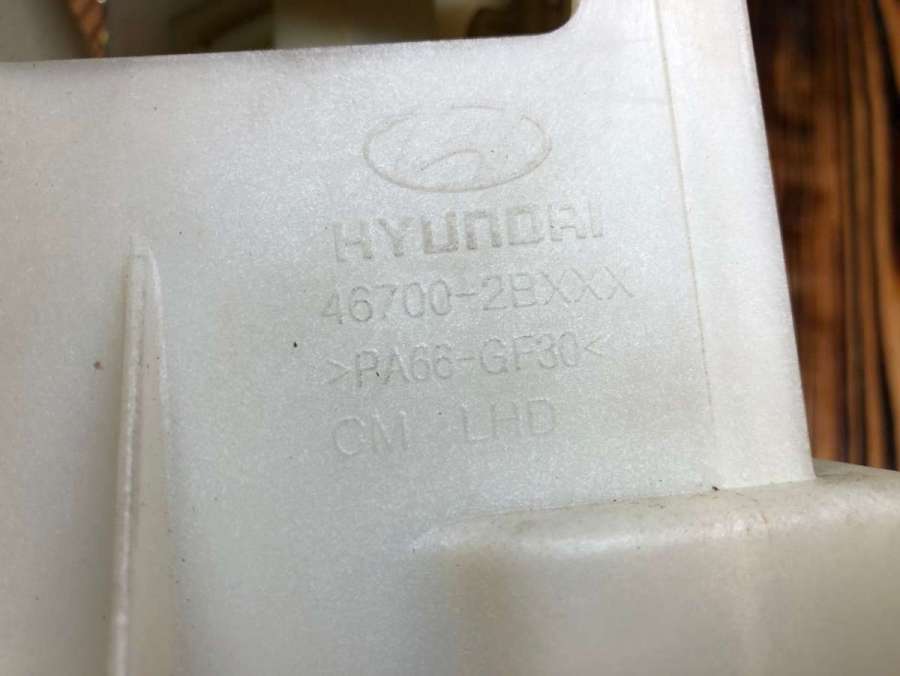 HYUNDAI
46700-2BXXX
>PA66-GF30<
CM LHD